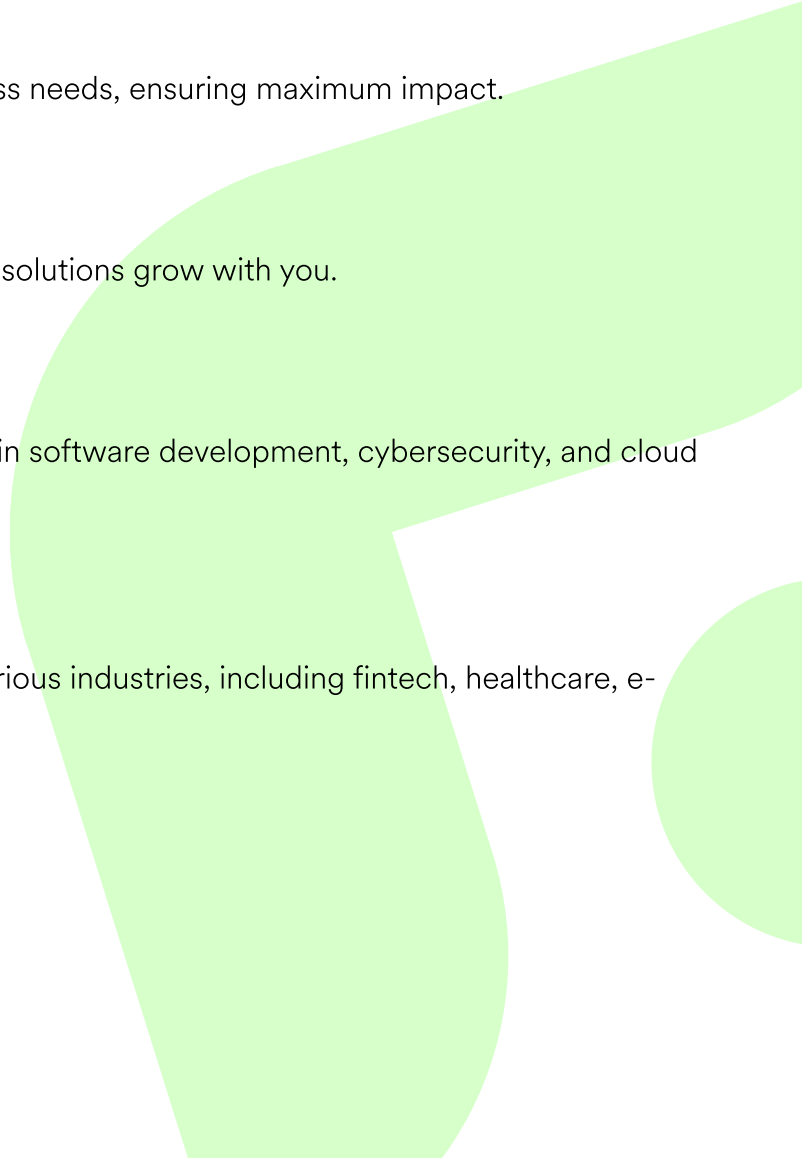 ss needs, ensuring maximum impact.
solutions grow with you.
in software development, cybersecurity, and cloud
rious industries, including fintech, healthcare, e-